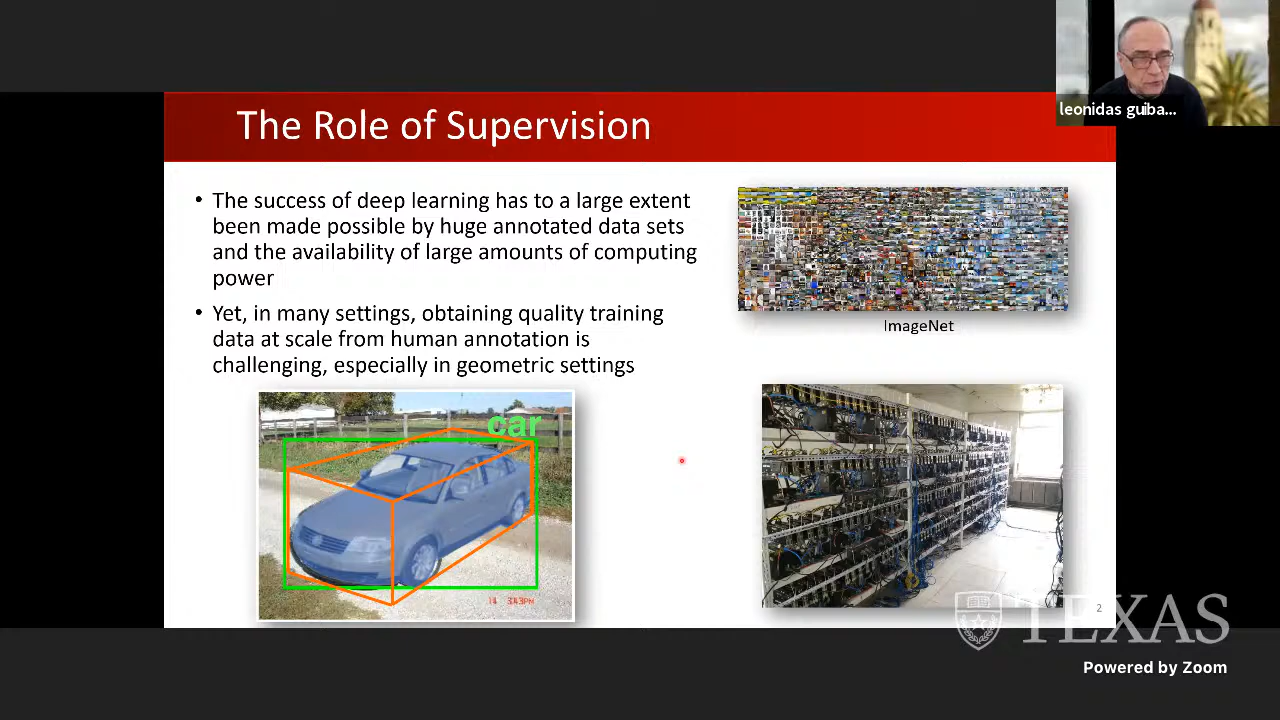 leonidas guiba...
The Role of Supervision
• The success of deep learning has to a large extent
been made possible by huge annotated data sets
and the availability of large amounts of computing
power
ImageNet
• Yet, in many settings, obtaining quality training
data at scale from human annotation is
challenging, especially in geometric settings
car
14 3:43PM
2
TEXAS
Powered by Zoom